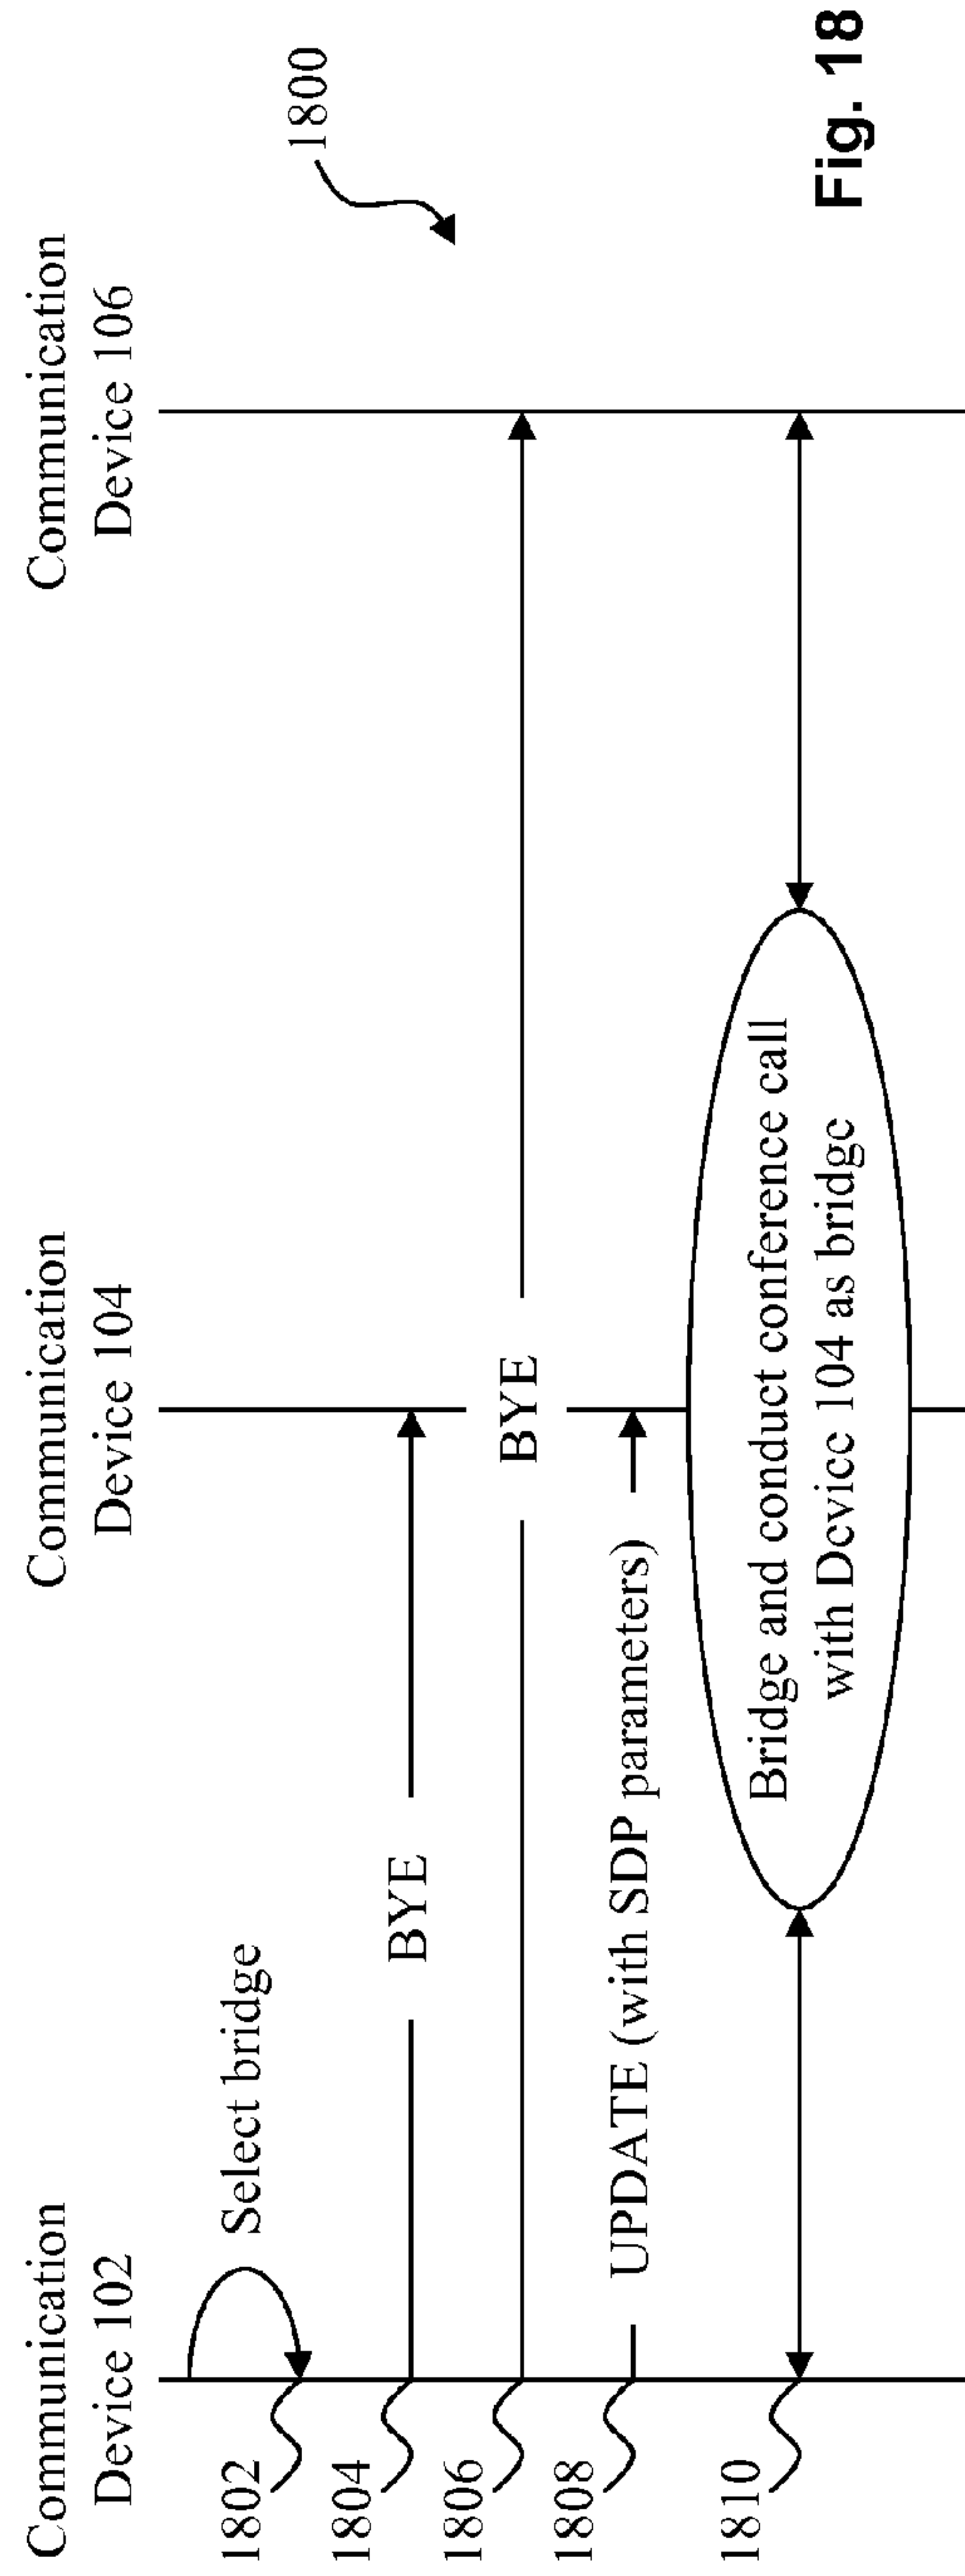 Communication
Device 102
Communication
Device 104
Communication
Device 106
1800
1802
Select bridge
1804
BYE
1806
BYE
1808
UPDATE (with SDP parameters)
1810
Bridge and conduct conference call
with Device 104 as bridge
Fig. 18